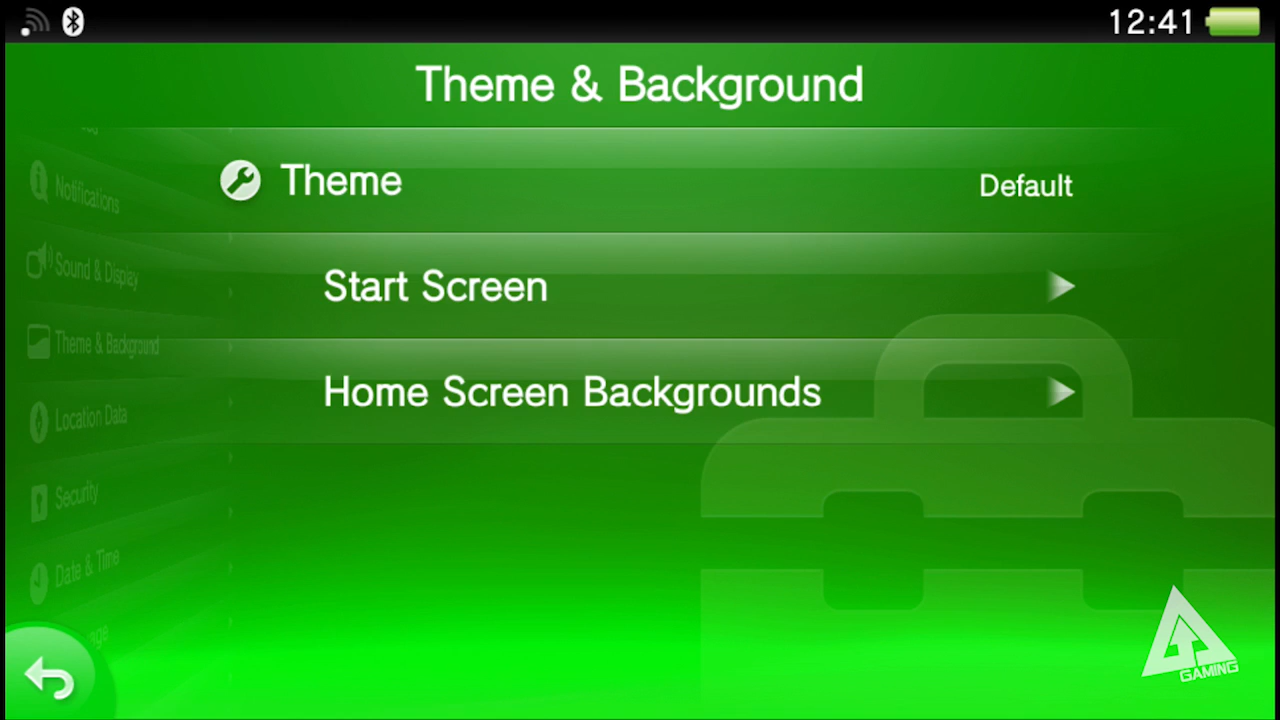 12:41
Theme & Background
Theme
Default
Start Screen
Home Screen Backgrounds
Notifications
Sound & Display
Theme & Background
Location Data
Security
Date & Time
GAMING